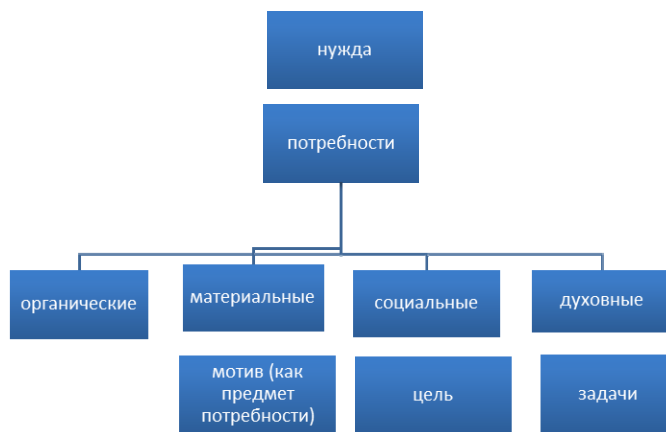 нужда
потребности
органические
материальные
социальные
духовные
мотив (как
предмет
потребности)
цель
задачи